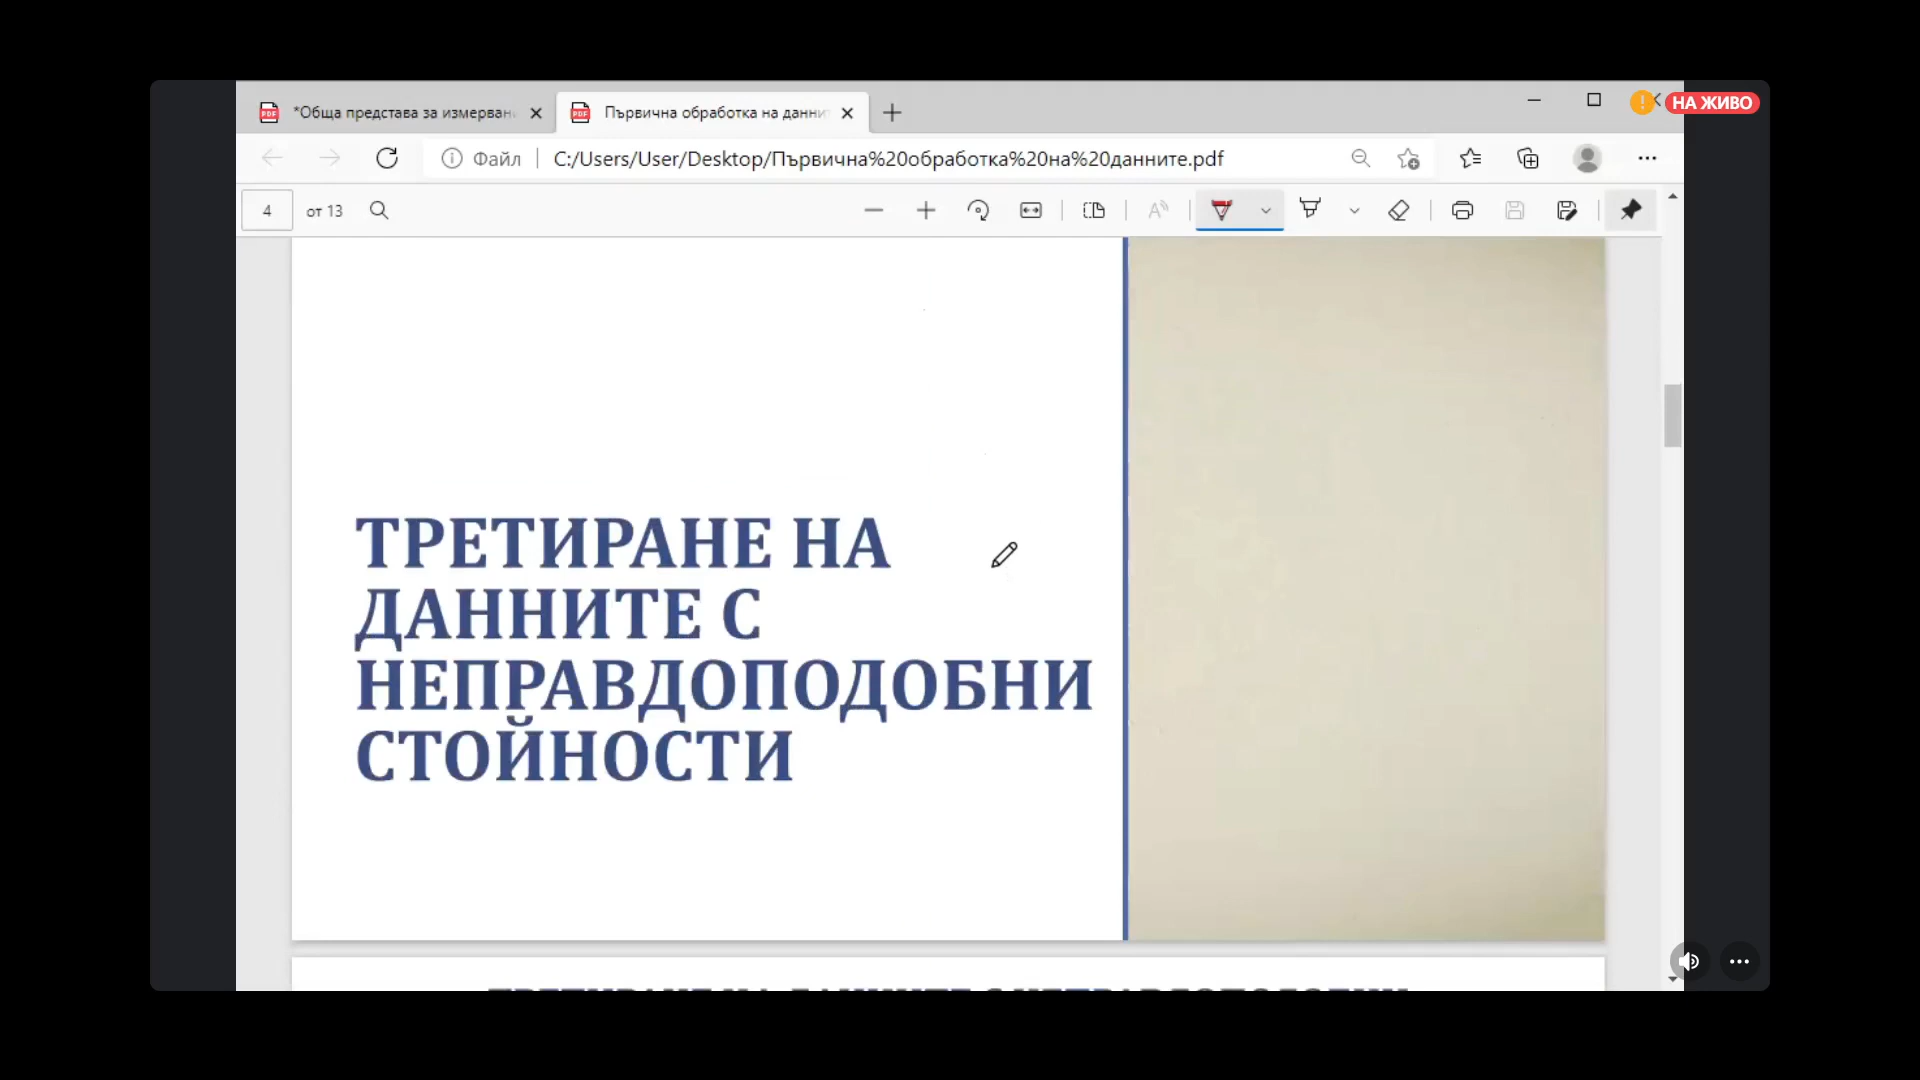 *Обща представа за измерван
Първична обработка на данни
НА ЖИВО
Файл
C:/Users/User/Desktop/Първична%20обработка%20на%20данните.pdf
4
от 13
ТРЕТИРАНЕ НА
ДАННИТЕ С
НЕПРАВДОПОДОБНИ
СТОЙНОСТИ